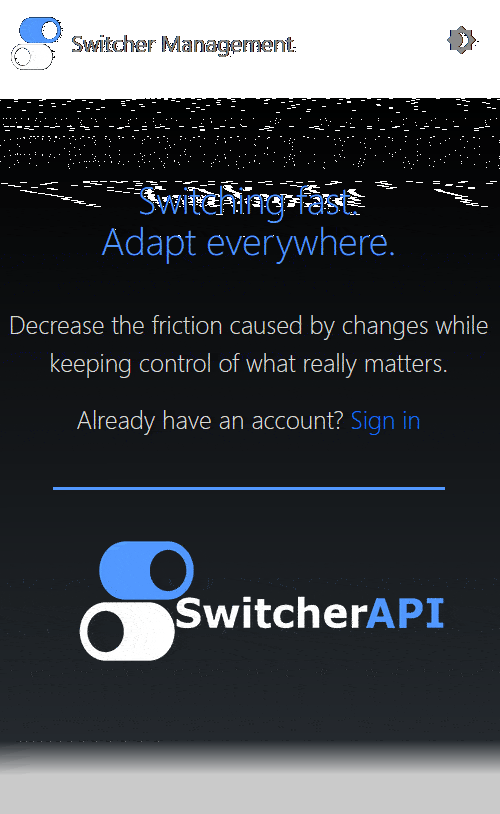 Switcher Management
Switching fast.
Adapt everywhere.
Decrease the friction caused by changes while
keeping control of what really matters.
Already have an account? Sign in
SwitcherAPI